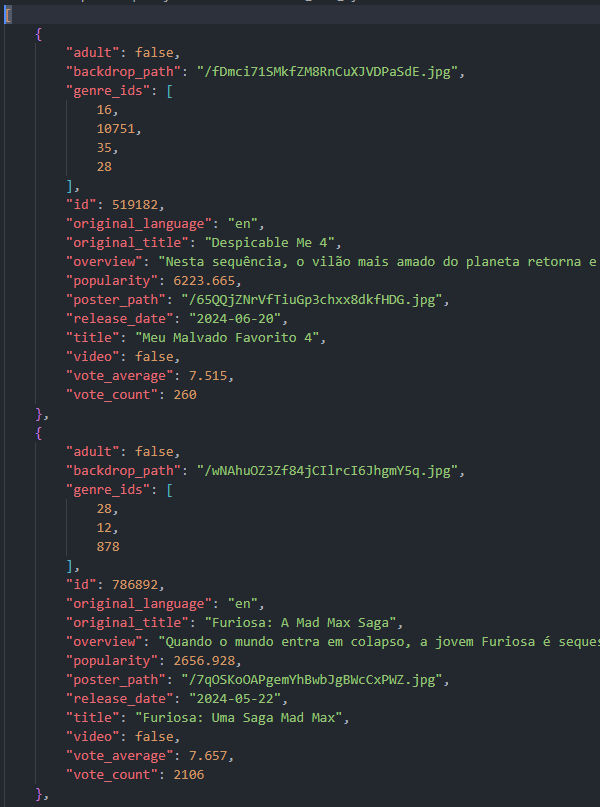 [
{
"adult": false,
"backdrop_path": "/fDmci71SMkfZM8RnCuXJVDPaSdE.jpg",
"genre_ids": [
16,
10751,
35,
28
],
"id": 519182,
"original_language": "en",
"original_title": "Despicable Me 4",
"overview": "Nesta sequência, o vilão mais amado do planeta retorna e
"popularity": 6223.665,
"poster_path": "/65QQjZNrVfTiuGp3chxx8dkfHDG.jpg",
"release_date": "2024-06-20",
"title": "Meu Malvado Favorito 4",
"video": false,
"vote_average": 7.515,
"vote_count": 260
},
{
"adult": false,
"backdrop_path": "/wNAhuOZ3Zf84jCIlrcI6JhgmY5q.jpg",
"genre_ids": [
28,
12,
878
],
"id": 786892,
"original_language": "en",
"original_title": "Furiosa: A Mad Max Saga",
"overview": "Quando o mundo entra em colapso, a jovem Furiosa é seques
"popularity": 2656.928,
"poster_path": "/7qOSKoOAPgemYhBwbJgBWcCxPWZ.jpg",
"release_date": "2024-05-22",
"title": "Furiosa: Uma Saga Mad Max",
"video": false,
"vote_average": 7.657,
"vote_count": 2106
},